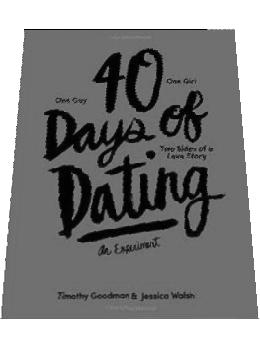 40
One Guy
One Girl
Days of
Two Sides of a
Love Story
Dating
An Experiment
Timothy Goodman & Jessica Walsh